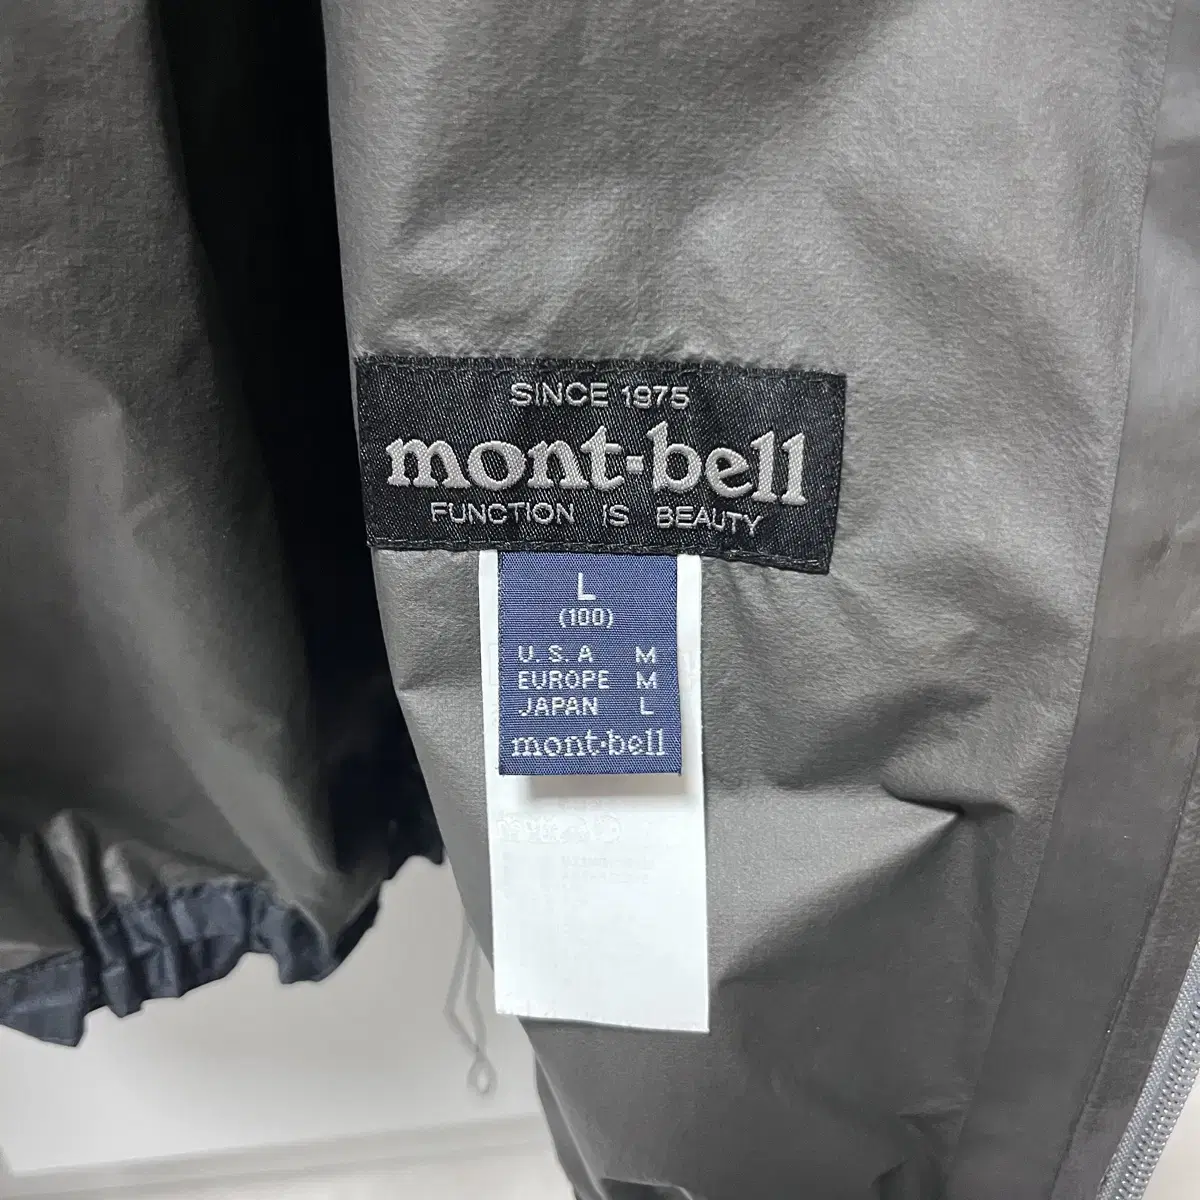 SINCE 1975
mont-bell
FUNCTION IS BEAUTY
L
(100)
U.S.A M
EUROPE M
JAPAN L
mont-bell